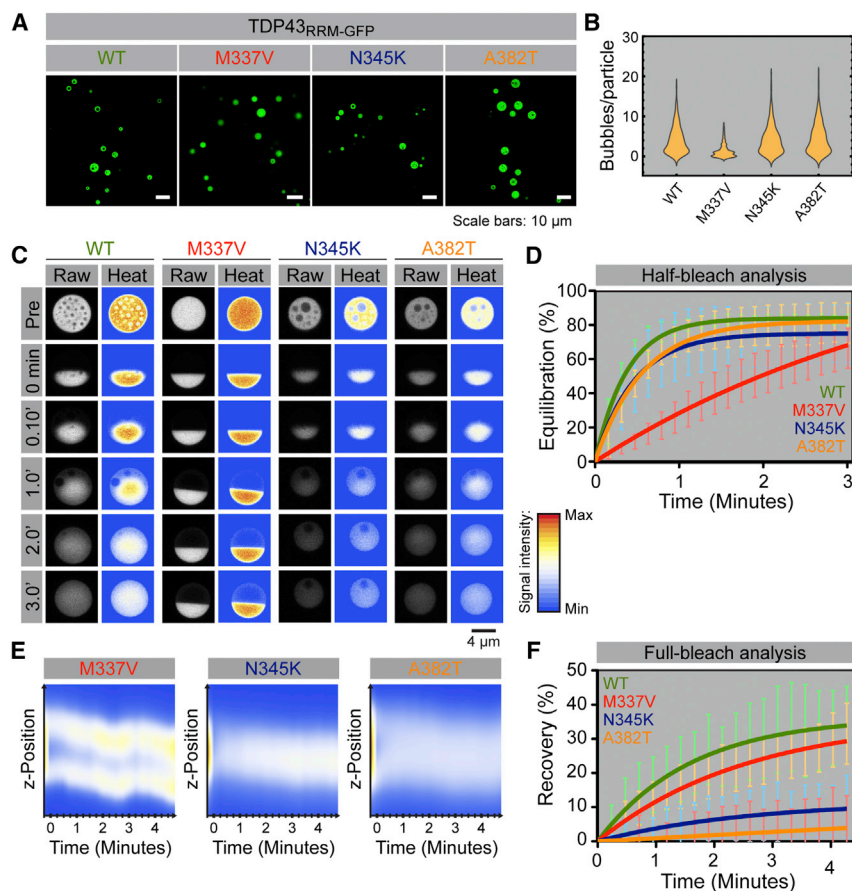 A
TDP43RRM-GFP
WT M337V N345K A382T
Scale bars: 10 µm
B
Bubbles/particle
30
20
10
0
WT M337V N345K A382T
C
WT M337V N345K A382T
Raw Heat Raw Heat Raw Heat Raw Heat
Pre
0 min
0.10'
1.0'
2.0'
3.0'
4 µm
Signal intensity:
Max
Min
D
Half-bleach analysis
Equilibration (%)
100
80
60
40
20
0
WT
M337V
N345K
A382T
0 1 2 3
Time (Minutes)
E
M337V N345K A382T
z-Position z-Position z-Position
0 1 2 3 4 0 1 2 3 4 0 1 2 3 4
Time (Minutes) Time (Minutes) Time (Minutes)
F
Full-bleach analysis
Recovery (%)
50
40
30
20
10
0
WT
M337V
N345K
A382T
0 1 2 3 4
Time (Minutes)